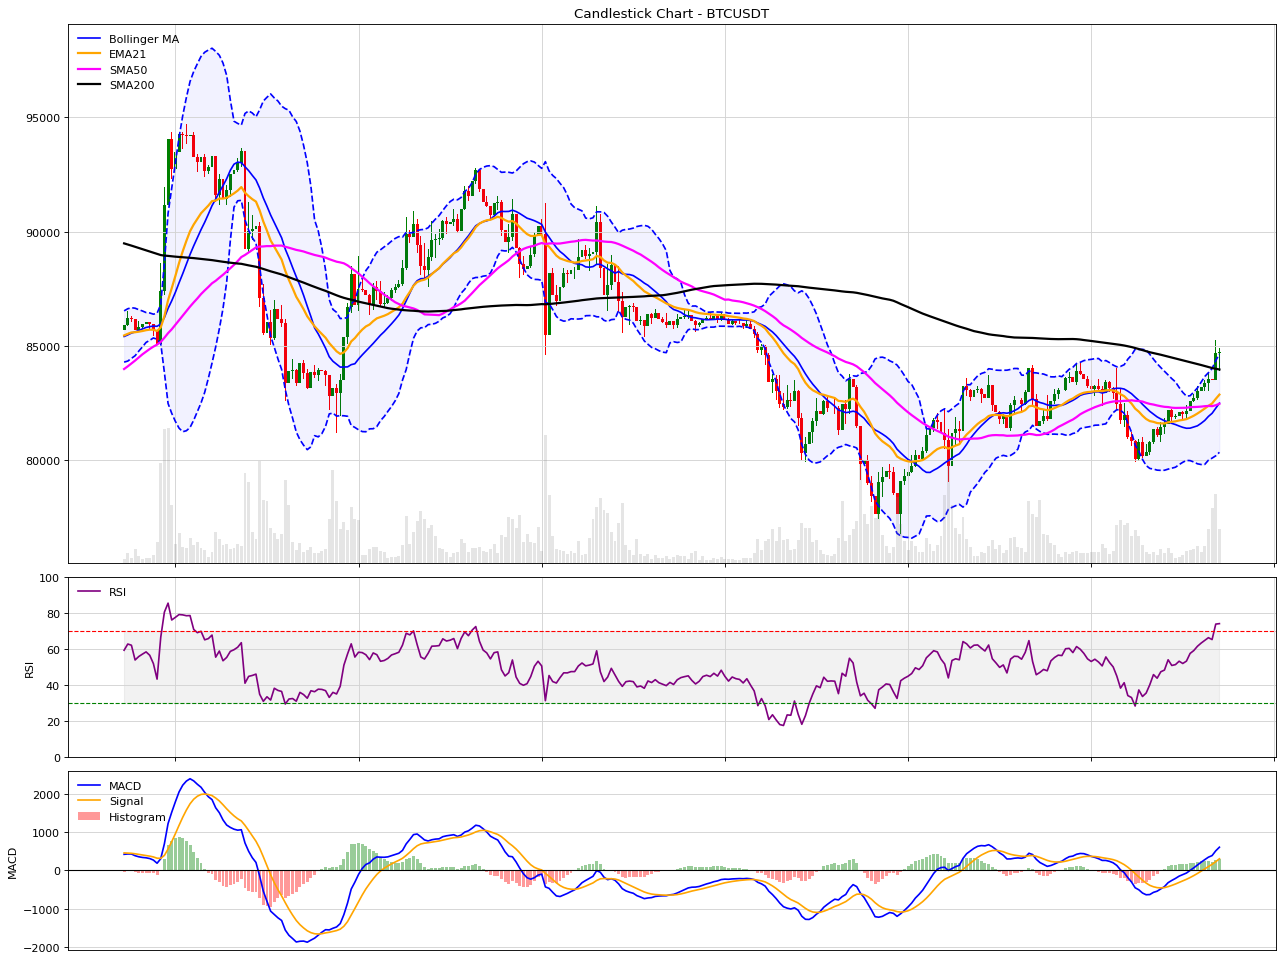 Candlestick Chart - BTCUSDT
Bollinger MA
EMA21
SMA50
SMA200
95000
90000
85000
80000
RSI
100
80
60
40
20
0
RSI
MACD
Signal
Histogram
2000
1000
0
−1000
−2000
MACD